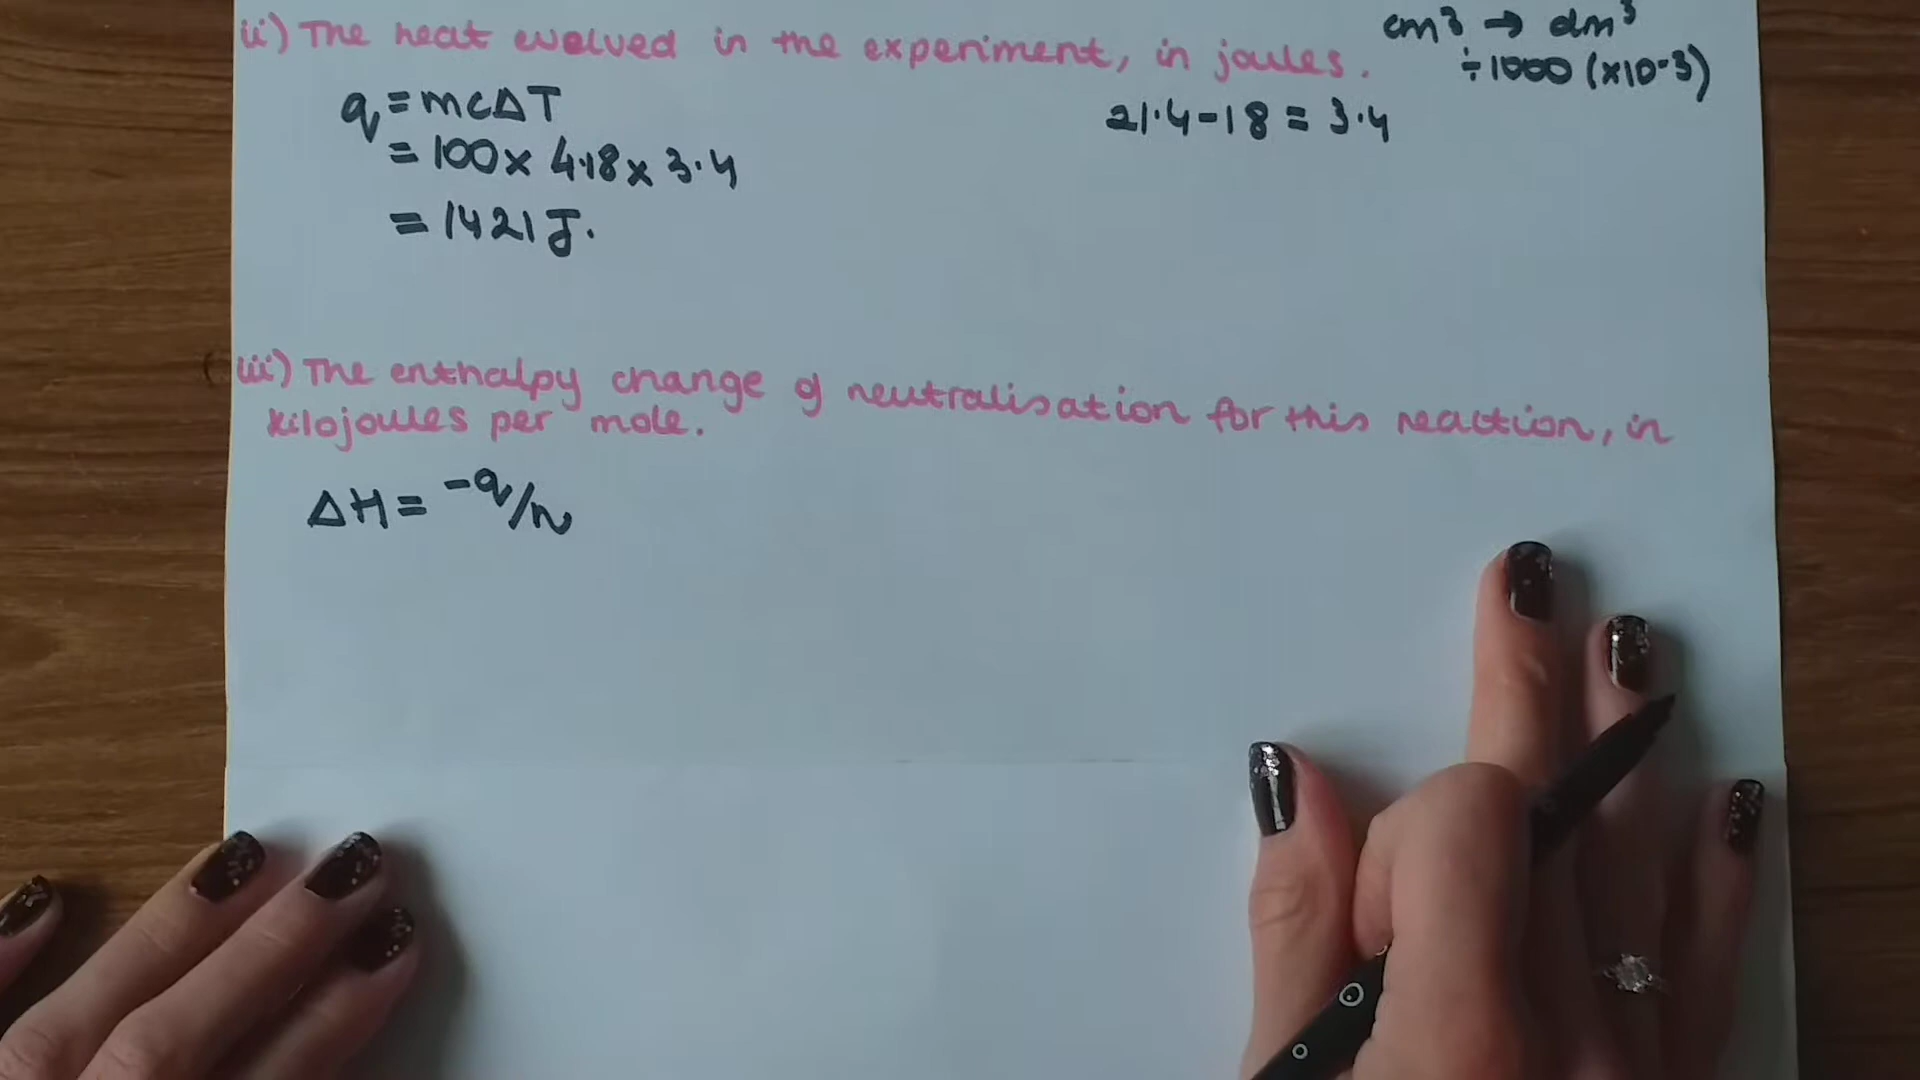 ii) The heat evolved in the experiment, in joules.
cm³ → dm³
÷1000 (×10-3)
q = mcΔT
= 100 × 4.18 × 3.4
= 1421 J.
21.4 - 18 = 3.4
iii) The enthalpy change of neutralisation for this reaction, in
kilojoules per mole.
ΔH = -q/n